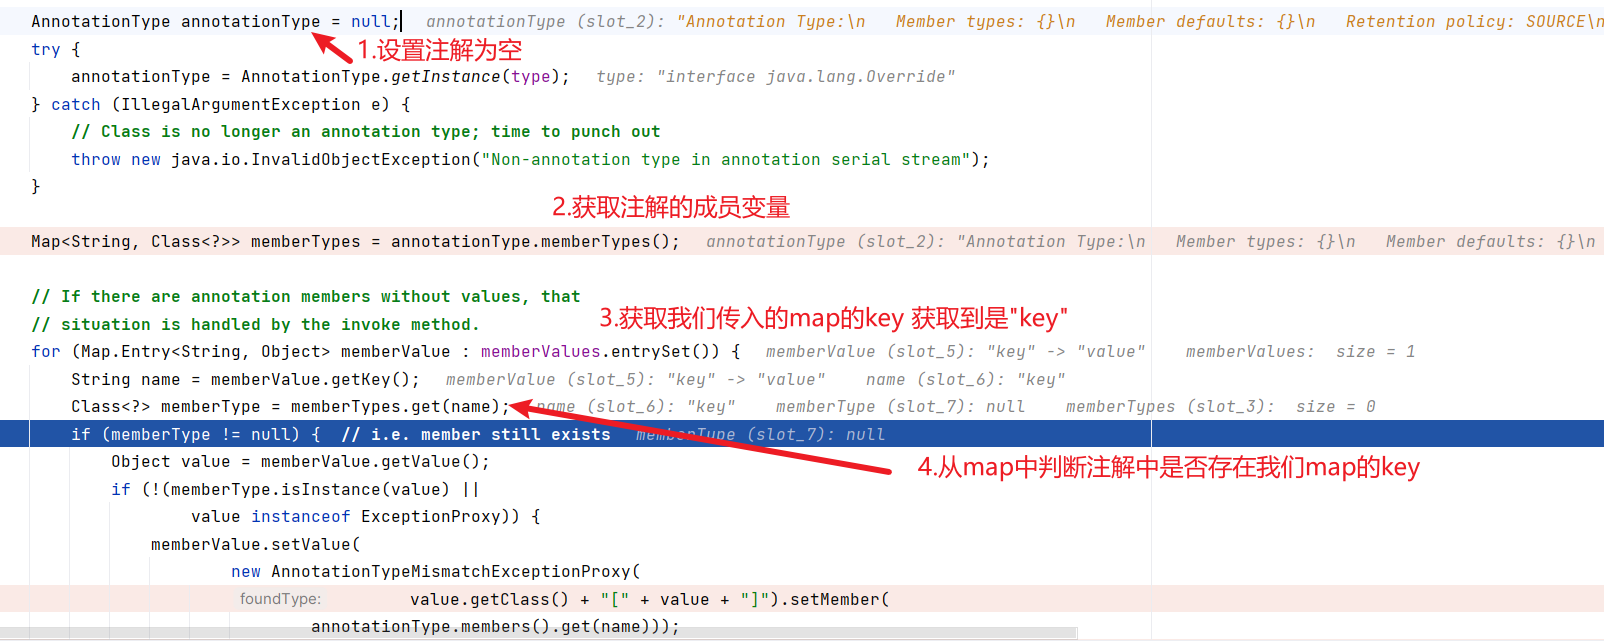 AnnotationType annotationType = null; annotationType (slot_2): "Annotation Type:\n   Member types: {}\n   Member defaults: {}\n   Retention policy: SOURCE\n
1.设置注解为空
try {
annotationType = AnnotationType.getInstance(type); type: "interface java.lang.Override"
} catch (IllegalArgumentException e) {
// Class is no longer an annotation type; time to punch out
throw new java.io.InvalidObjectException("Non-annotation type in annotation serial stream");
}
2.获取注解的成员变量
Map<String, Class<?>> memberTypes = annotationType.memberTypes(); annotationType (slot_2): "Annotation Type:\n   Member types: {}\n   Member defaults: {}\n
// If there are annotation members without values, that
3.获取我们传入的map的key 获取到是"key"
// situation is handled by the invoke method.
for (Map.Entry<String, Object> memberValue : memberValues.entrySet()) { memberValue (slot_5): "key" -> "value" memberValues: size = 1
String name = memberValue.getKey(); memberValue (slot_5): "key" -> "value" name (slot_6): "key"
Class<?> memberType = memberTypes.get(name); name (slot_6): "key" memberType (slot_7): null memberTypes (slot_3): size = 0
if (memberType != null) { // i.e. member still exists memberType (slot_7): null
Object value = memberValue.getValue();
4.从map中判断注解中是否存在我们map的key
if (!(memberType.isInstance(value) ||
value instanceof ExceptionProxy)) {
memberValue.setValue(
new AnnotationTypeMismatchExceptionProxy(
foundType: value.getClass() + "[" + value + "]").setMember(
annotationType.members().get(name)));